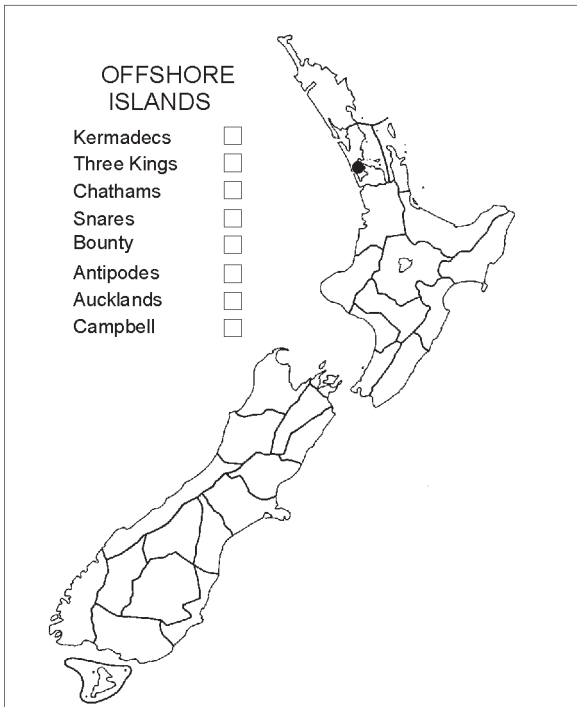 OFFSHORE
ISLANDS
Kermadecs
Three Kings
Chathams
Snares
Bounty
Antipodes
Aucklands
Campbell